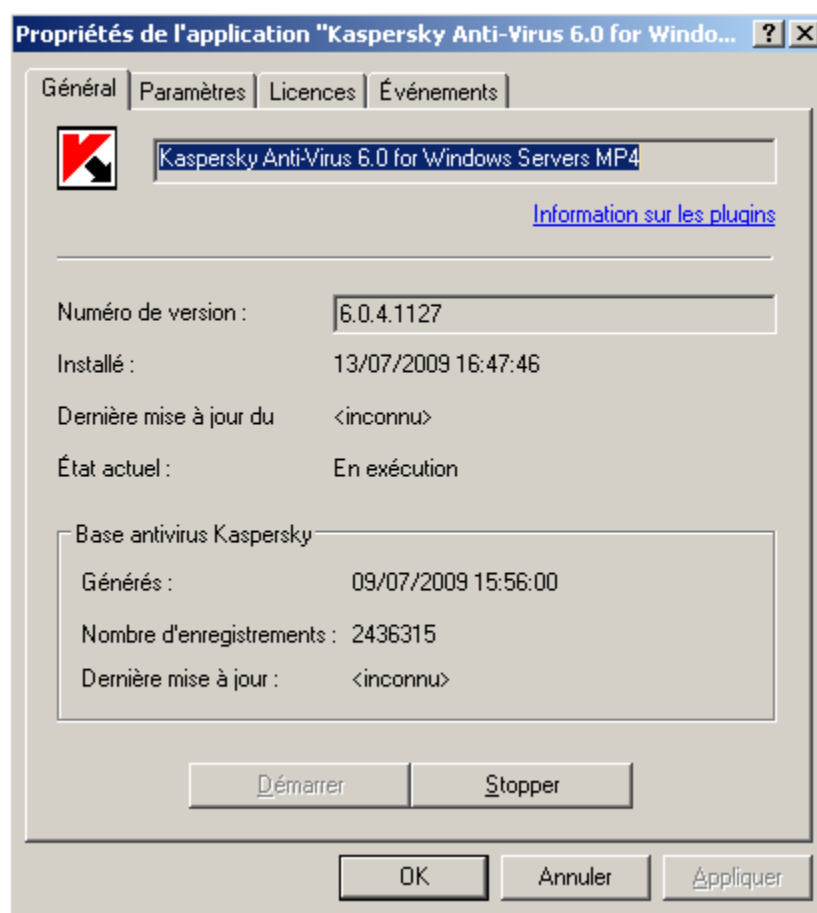 Propriétés de l'application "Kaspersky Anti-Virus 6.0 for Windo...
Général Paramètres Licences Événements
Kaspersky Anti-Virus 6.0 for Windows Servers MP4
Information sur les plugins
Numéro de version : 6.0.4.1127
Installé : 13/07/2009 16:47:46
Dernière mise à jour du <inconnu>
État actuel : En exécution
Base antivirus Kaspersky
Générés : 09/07/2009 15:56:00
Nombre d'enregistrements : 2436315
Dernière mise à jour : <inconnu>
Démarrer Stopper
OK Annuler Appliquer